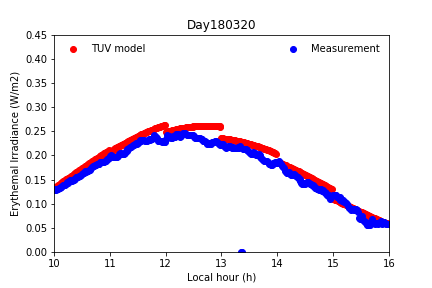 Day180320
TUV model
Measurement
Erythemal Irradiance (W/m2)
0.45
0.40
0.35
0.30
0.25
0.20
0.15
0.10
0.05
0.00
10 11 12 13 14 15 16
Local hour (h)